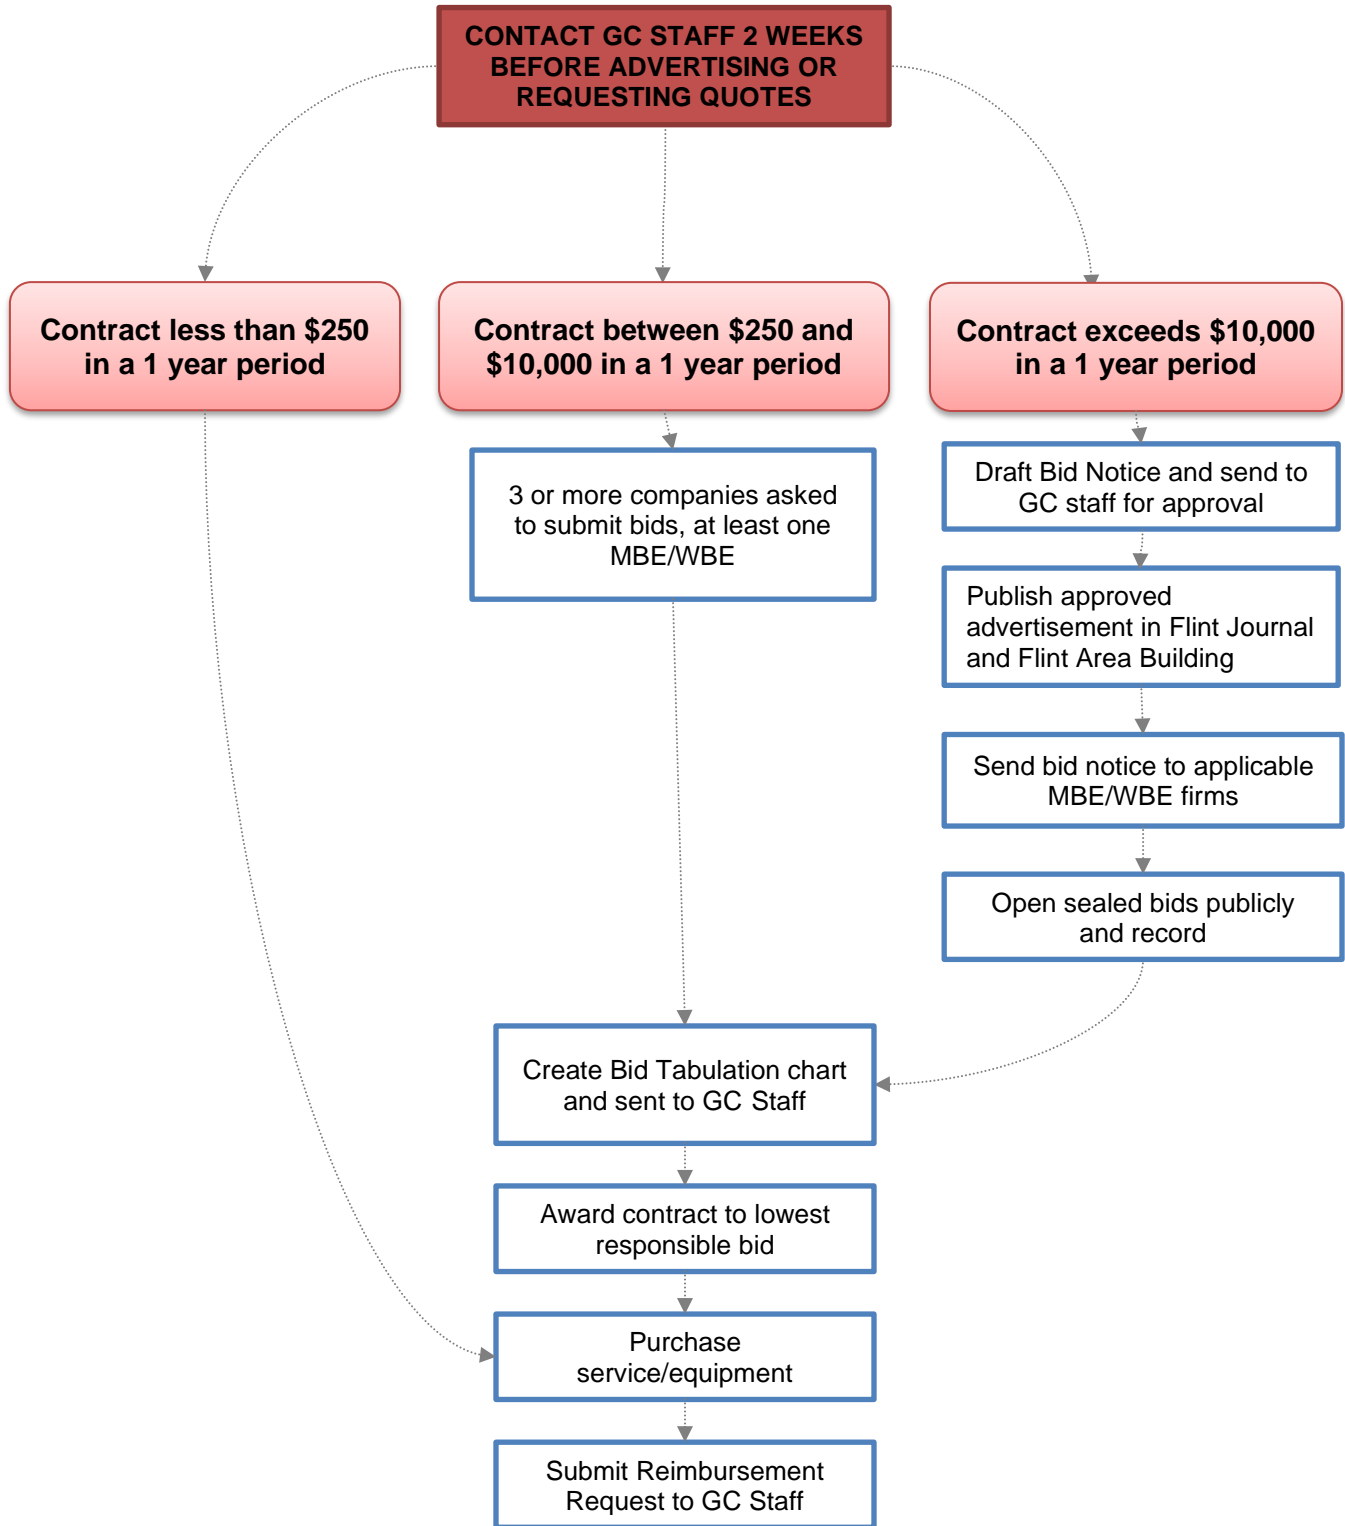 CONTACT GC STAFF 2 WEEKS
BEFORE ADVERTISING OR
REQUESTING QUOTES
Contract less than $250
in a 1 year period
Contract between $250 and
$10,000 in a 1 year period
Contract exceeds $10,000
in a 1 year period
3 or more companies asked
to submit bids, at least one
MBE/WBE
Draft Bid Notice and send to
GC staff for approval
Publish approved
advertisement in Flint Journal
and Flint Area Building
Send bid notice to applicable
MBE/WBE firms
Open sealed bids publicly
and record
Create Bid Tabulation chart
and sent to GC Staff
Award contract to lowest
responsible bid
Purchase
service/equipment
Submit Reimbursement
Request to GC Staff